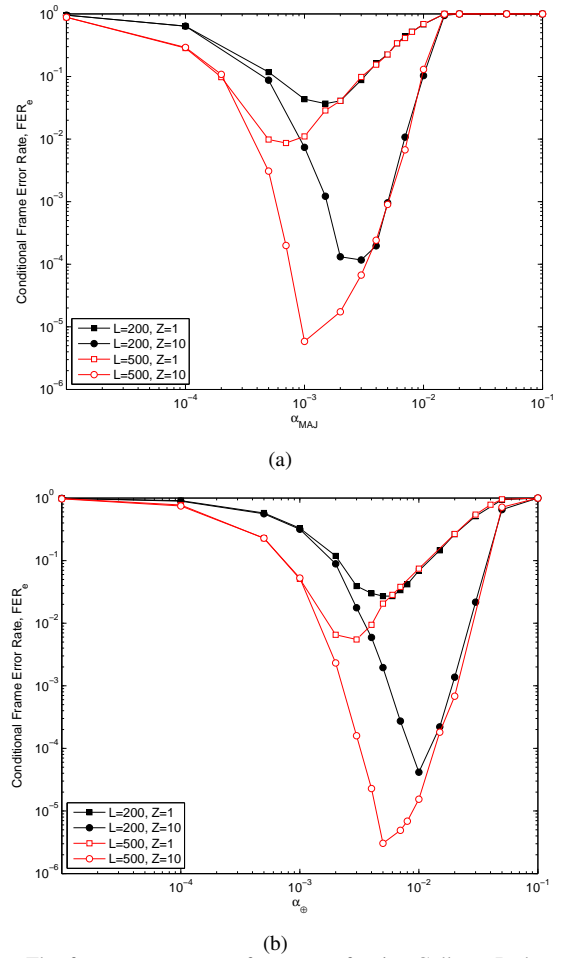 10^0
10^-1
10^-2
10^-3
10^-4
10^-5
10^-6
Conditional Frame Error Rate, FER_e
L=200, Z=1
L=200, Z=10
L=500, Z=1
L=500, Z=10
10^-4
10^-3
10^-2
10^-1
α_MAJ
(a)
10^0
10^-1
10^-2
10^-3
10^-4
10^-5
10^-6
Conditional Frame Error Rate, FER_e
L=200, Z=1
L=200, Z=10
L=500, Z=1
L=500, Z=10
10^-4
10^-3
10^-2
10^-1
α_⊕
(b)